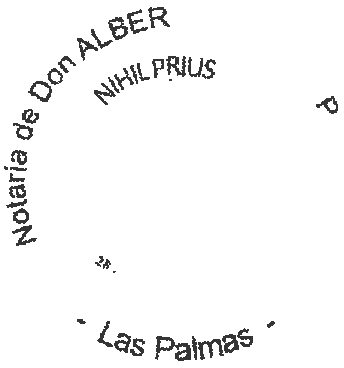 Notaría de Don ALBER
P
NIHIL PRIUS
- Las Palmas -